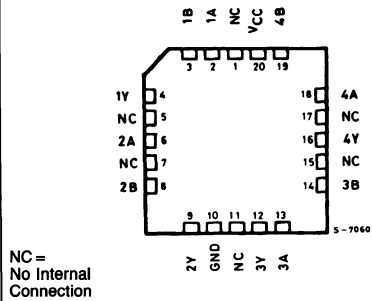 1B 1A NC VCC 4B
3 2 1 20 19
1Y 4 18 4A
NC 5 17 NC
2A 6 16 4Y
NC 7 15 NC
2B 8 14 3B
9 10 11 12 13
S-7060
2Y GND NC 3Y 3A
NC =
No Internal
Connection